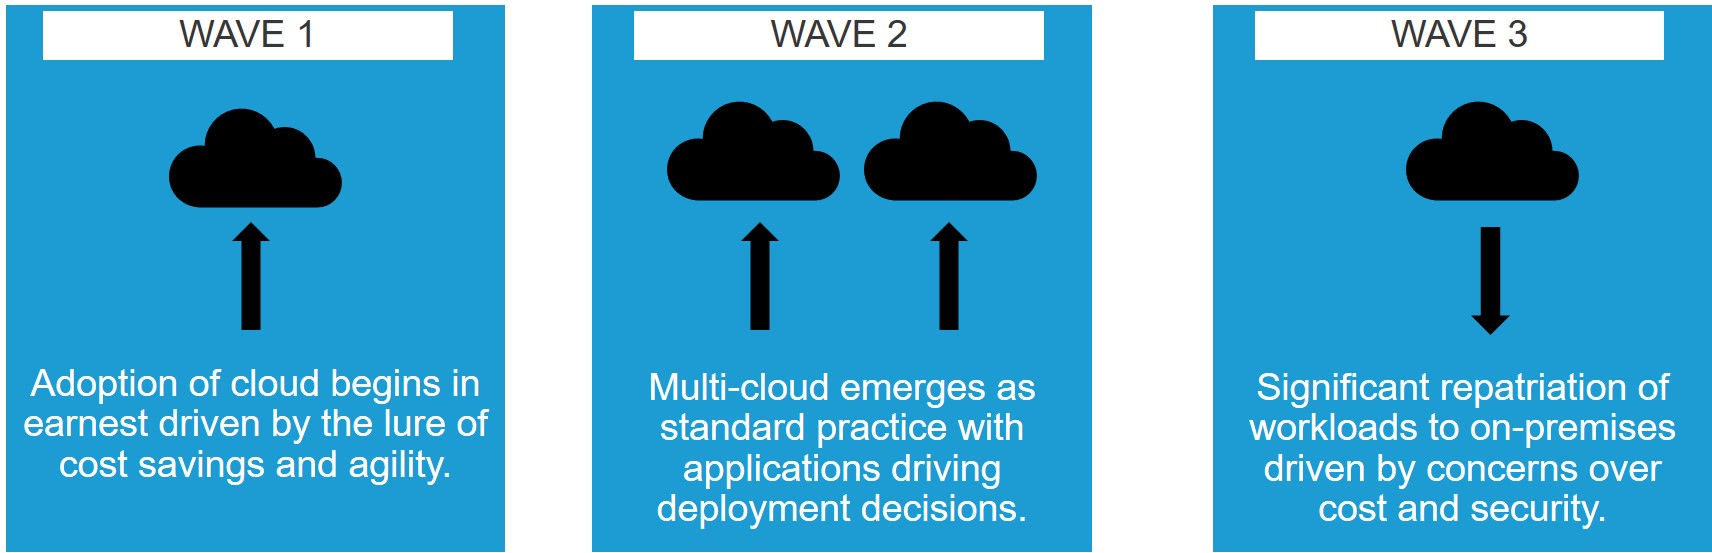 WAVE 1
Adoption of cloud begins in
earnest driven by the lure of
cost savings and agility.
WAVE 2
Multi-cloud emerges as
standard practice with
applications driving
deployment decisions.
WAVE 3
Significant repatriation of
workloads to on-premises
driven by concerns over
cost and security.